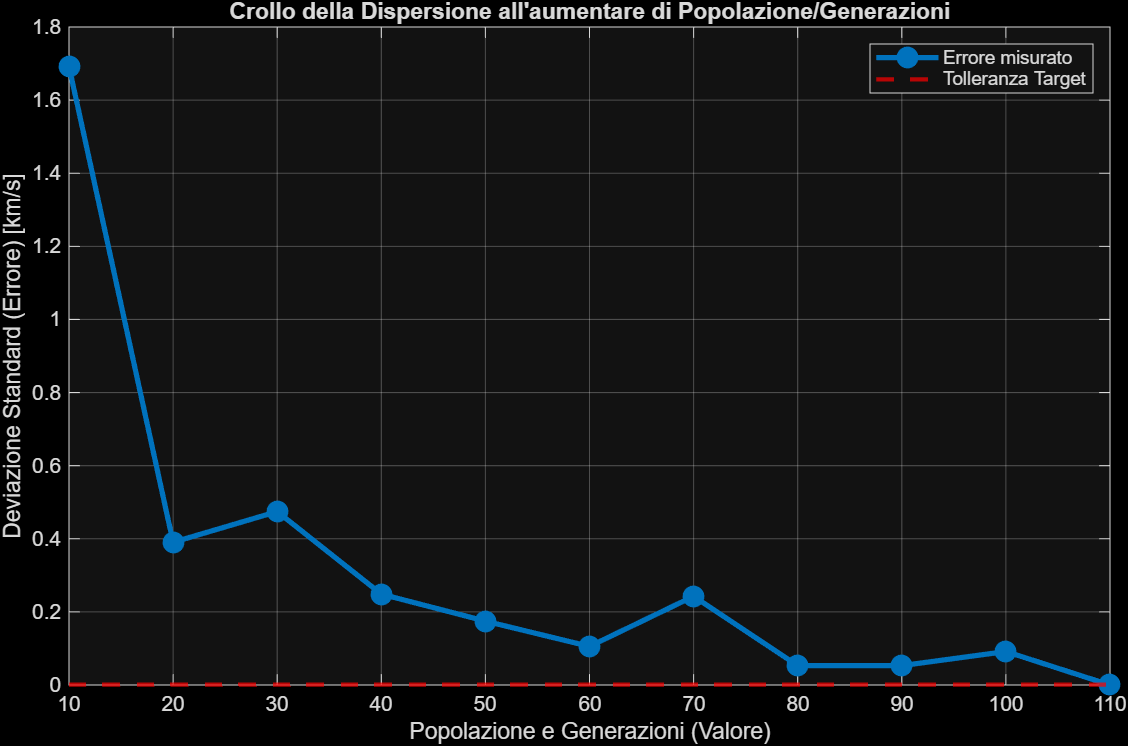 Crollo della Dispersione all'aumentare di Popolazione/Generazioni
1.8
1.6
1.4
1.2
1
0.8
0.6
0.4
0.2
0
Deviazione Standard (Errore) [km/s]
Errore misurato
Tolleranza Target
10 20 30 40 50 60 70 80 90 100 110
Popolazione e Generazioni (Valore)